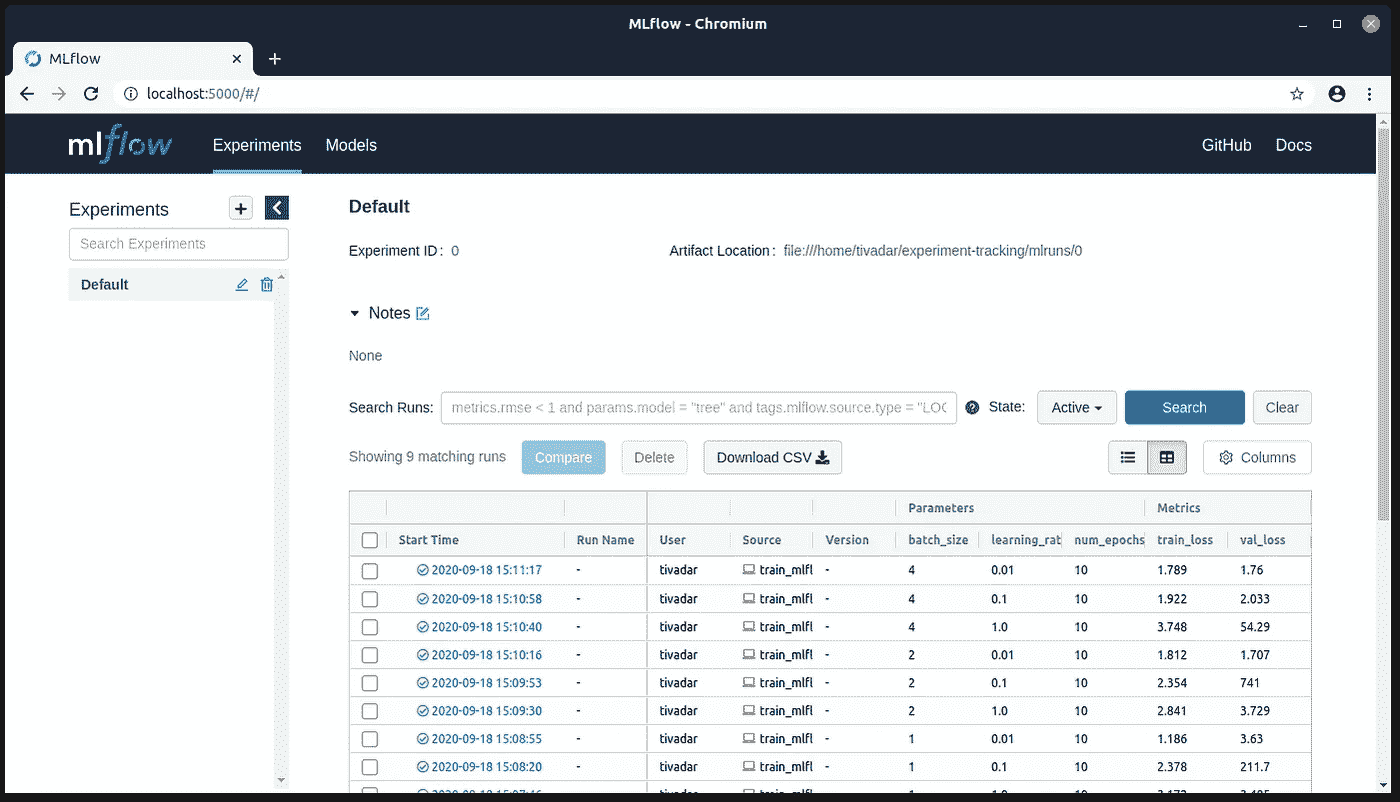 MLflow - Chromium
MLflow
localhost:5000/#/
mlflow Experiments Models GitHub Docs
Experiments
Search Experiments
Default
Default
Experiment ID: 0 Artifact Location: file:///home/tivadar/experiment-tracking/mlruns/0
Notes
None
Search Runs: metrics.rmse < 1 and params.model = "tree" and tags.mlflow.source.type = "LOC State: Active Search Clear
Showing 9 matching runs Compare Delete Download CSV Columns
Parameters Metrics
Start Time Run Name User Source Version batch_size learning_rat num_epochs train_loss val_loss
2020-09-18 15:11:17 - tivadar train_mlfl - 4 0.01 10 1.789 1.76
2020-09-18 15:10:58 - tivadar train_mlfl - 4 0.1 10 1.922 2.033
2020-09-18 15:10:40 - tivadar train_mlfl - 4 1.0 10 3.748 54.29
2020-09-18 15:10:16 - tivadar train_mlfl - 2 0.01 10 1.812 1.707
2020-09-18 15:09:53 - tivadar train_mlfl - 2 0.1 10 2.354 741
2020-09-18 15:09:30 - tivadar train_mlfl - 2 1.0 10 2.841 3.729
2020-09-18 15:08:55 - tivadar train_mlfl - 1 0.01 10 1.186 3.63
2020-09-18 15:08:20 - tivadar train_mlfl - 1 0.1 10 2.378 211.7